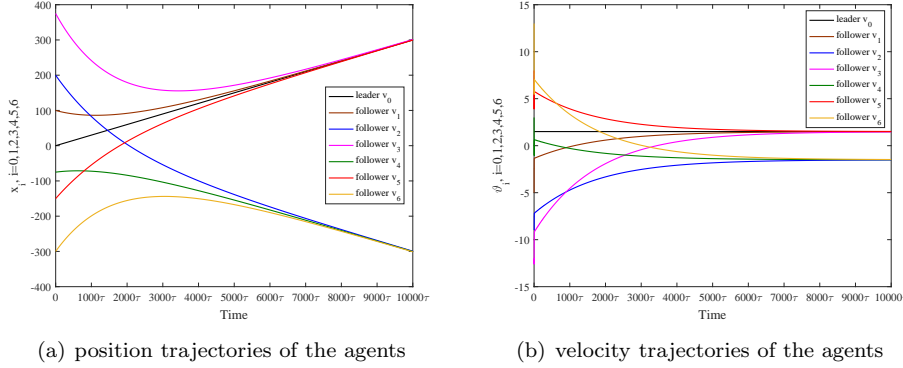 400
300
200
100
0
-100
-200
-300
-400
x_i, i=0,1,2,3,4,5,6
leader v_0
follower v_1
follower v_2
follower v_3
follower v_4
follower v_5
follower v_6
0 1000τ 2000τ 3000τ 4000τ 5000τ 6000τ 7000τ 8000τ 9000τ 10000τ
Time
(a) position trajectories of the agents
15
10
5
0
-5
-10
-15
ϑ_i, i=0,1,2,3,4,5,6
leader v_0
follower v_1
follower v_2
follower v_3
follower v_4
follower v_5
follower v_6
0 1000τ 2000τ 3000τ 4000τ 5000τ 6000τ 7000τ 8000τ 9000τ 10000τ
Time
(b) velocity trajectories of the agents